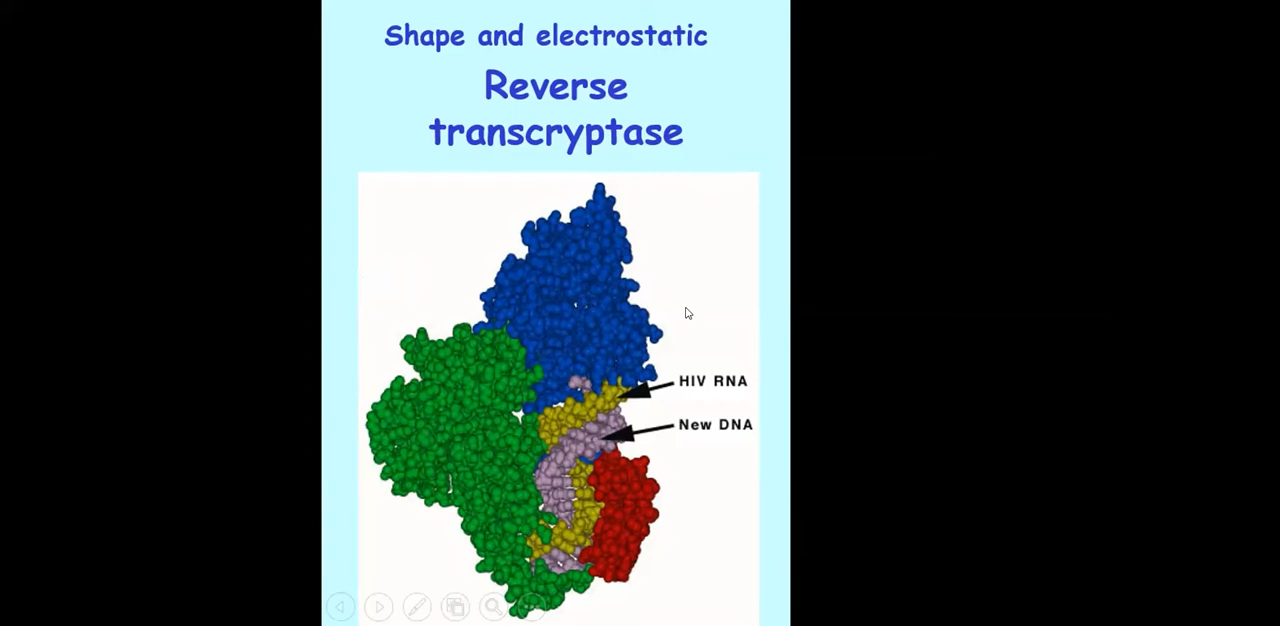 Shape and electrostatic
Reverse
transcryptase
HIV RNA
New DNA